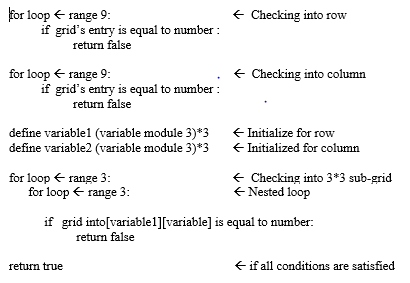 for loop ← range 9: ← Checking into row
if grid's entry is equal to number :
return false
for loop ← range 9: ← Checking into column
if grid's entry is equal to number :
return false
define variable1 (variable module 3)*3 ← Initialize for row
define variable2 (variable module 3)*3 ← Initialized for column
for loop ← range 3: ← Checking into 3*3 sub-grid
for loop ← range 3: ← Nested loop
if grid into[variable1][variable] is equal to number:
return false
return true ← if all conditions are satisfied